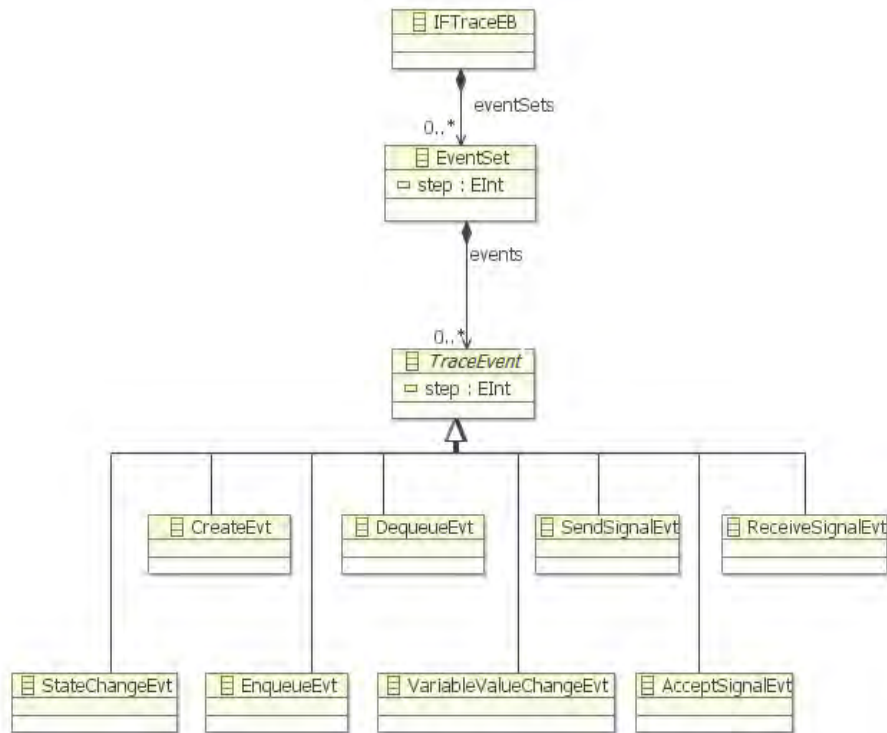 IFTraceEB
eventSets
0..*
EventSet
step : EInt
events
0..*
TraceEvent
step : EInt
CreateEvt
DequeueEvt
SendSignalEvt
ReceiveSignalEvt
StateChangeEvt
EnqueueEvt
VariableValueChangeEvt
AcceptSignalEvt